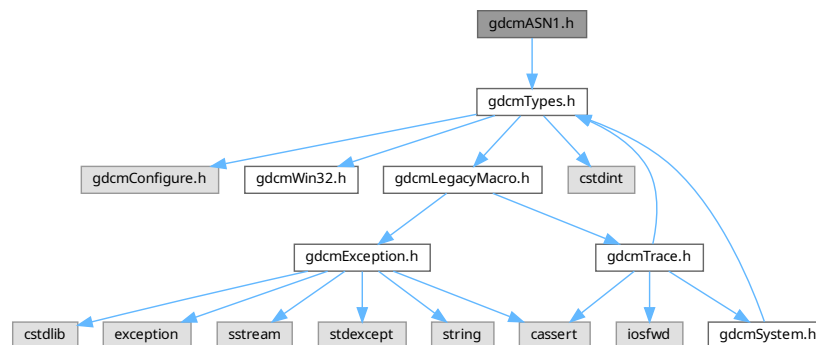 gdcmASN1.h
gdcmTypes.h
gdcmConfigure.h
gdcmWin32.h
gdcmLegacyMacro.h
cstdint
gdcmException.h
gdcmTrace.h
cstdlib
exception
sstream
stdexcept
string
cassert
iosfwd
gdcmSystem.h